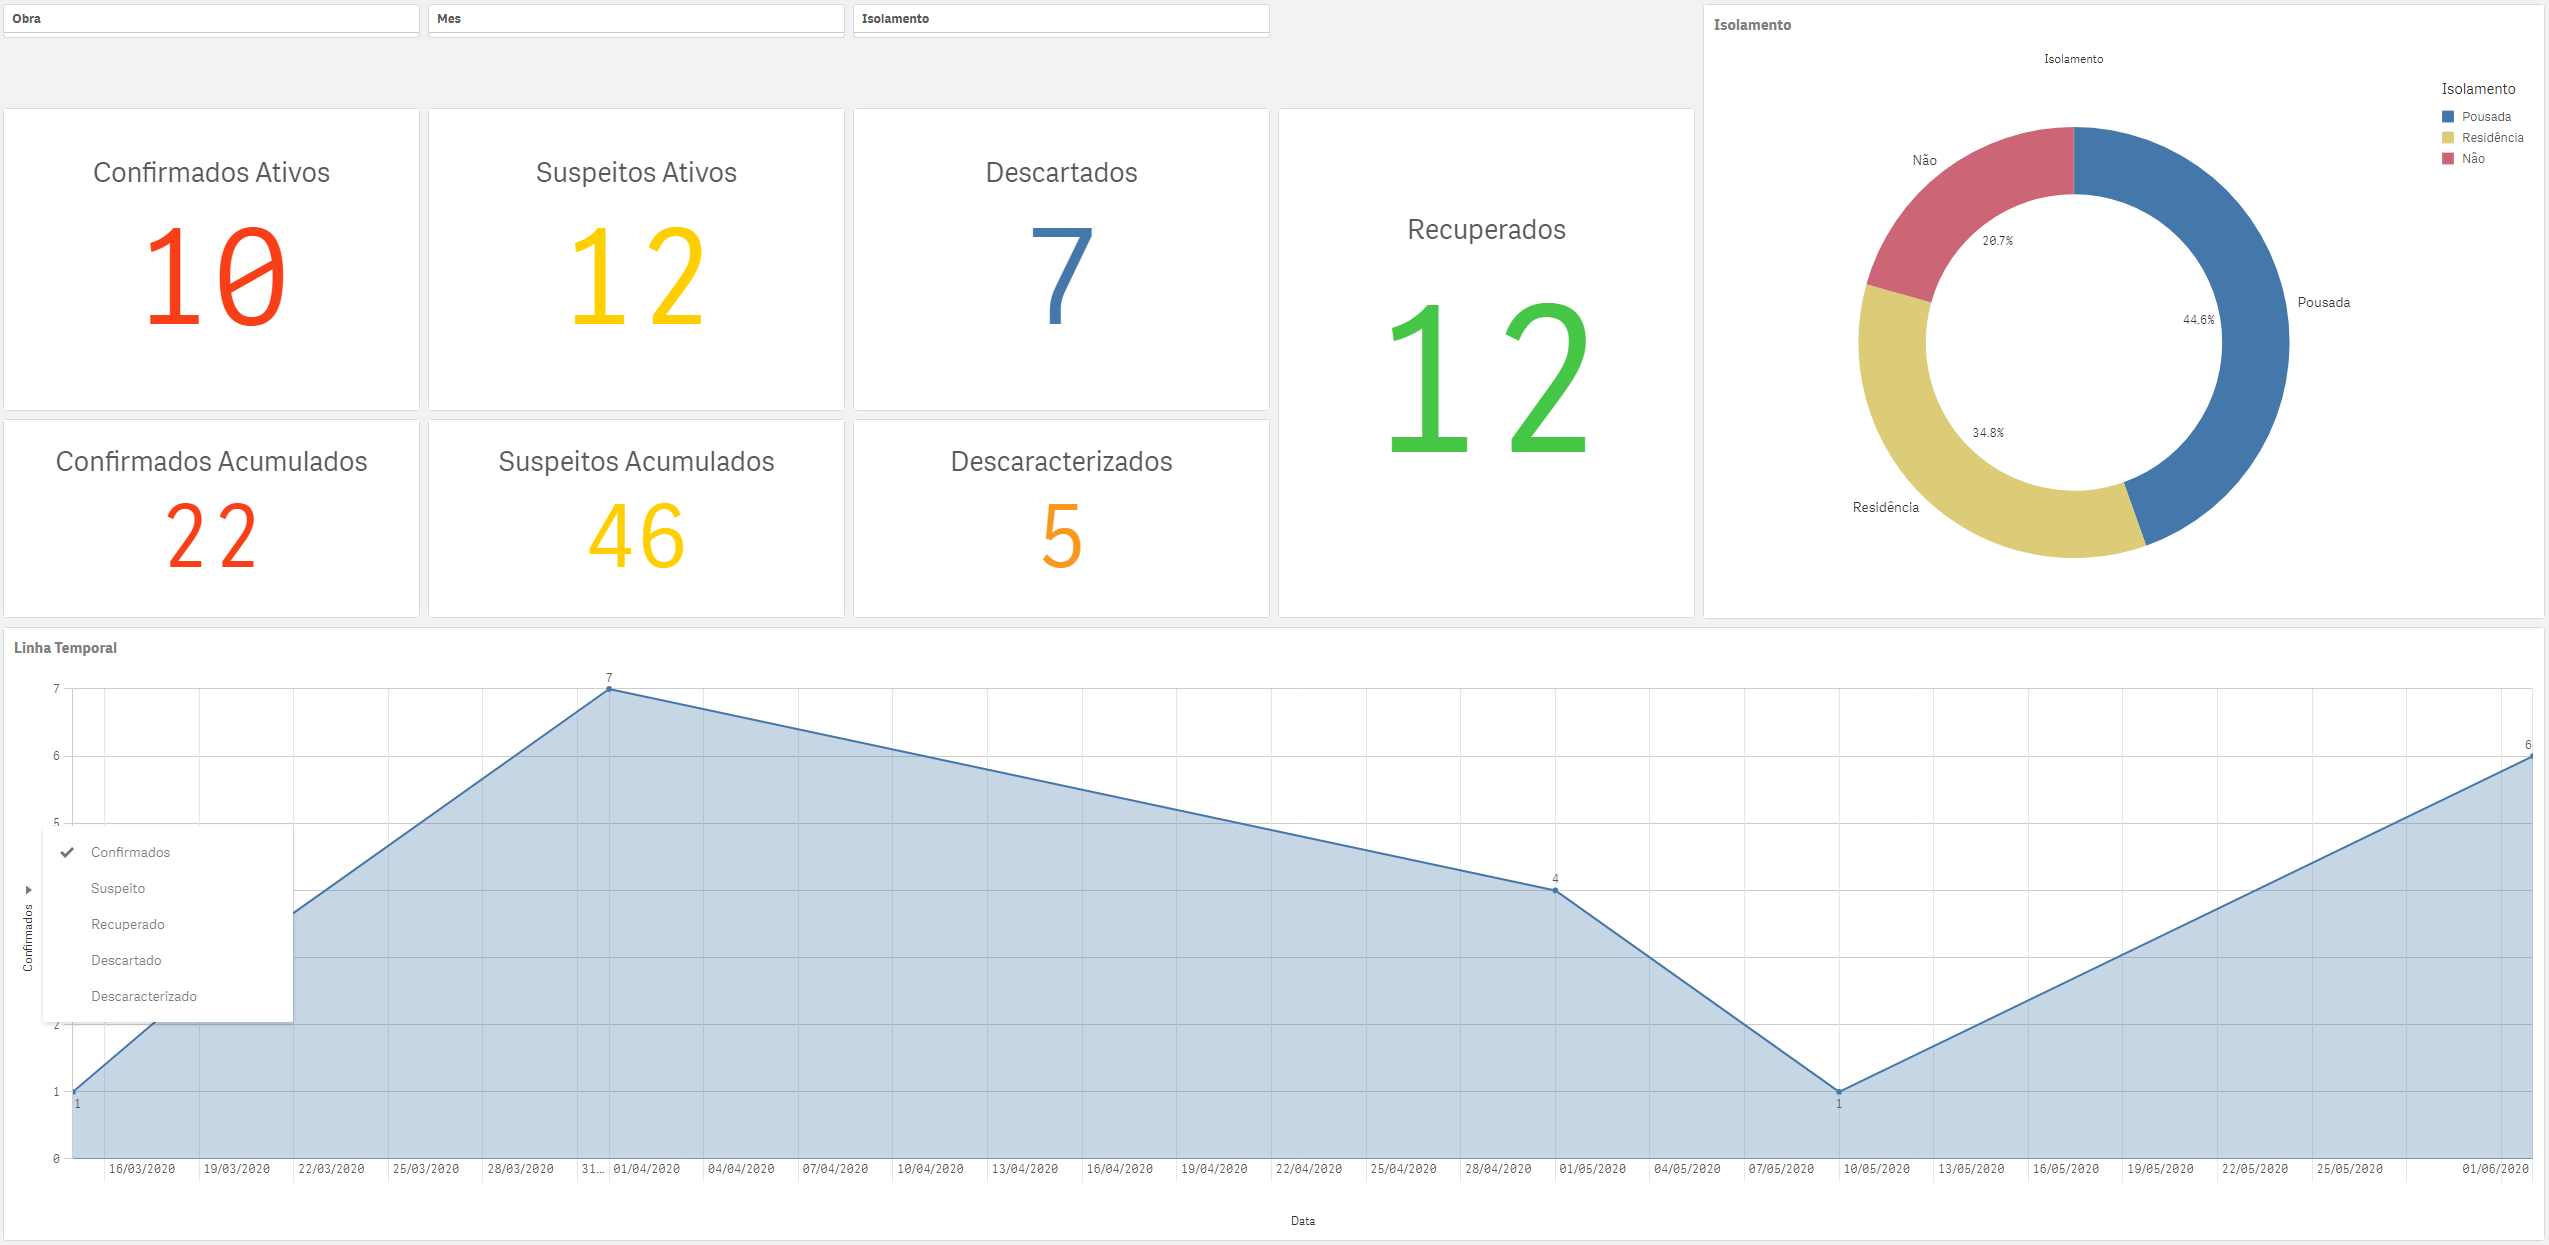 Obra
Mes
Isolamento
Confirmados Ativos
10
Suspeitos Ativos
12
Descartados
7
Recuperados
12
Confirmados Acumulados
22
Suspeitos Acumulados
46
Descaracterizados
5
Isolamento
Isolamento
Isolamento
Pousada
Residência
Não
Não
20.7%
Pousada
44.6%
34.8%
Residência
Linha Temporal
7
6
5
2
1
0
Confirmados
Confirmados
Suspeito
Recuperado
Descartado
Descaracterizado
1
7
4
1
6
16/03/2020 19/03/2020 22/03/2020 25/03/2020 28/03/2020 31... 01/04/2020 04/04/2020 07/04/2020 10/04/2020 13/04/2020 16/04/2020 19/04/2020 22/04/2020 25/04/2020 28/04/2020 01/05/2020 04/05/2020 07/05/2020 10/05/2020 13/05/2020 16/05/2020 19/05/2020 22/05/2020 25/05/2020 01/06/2020
Data